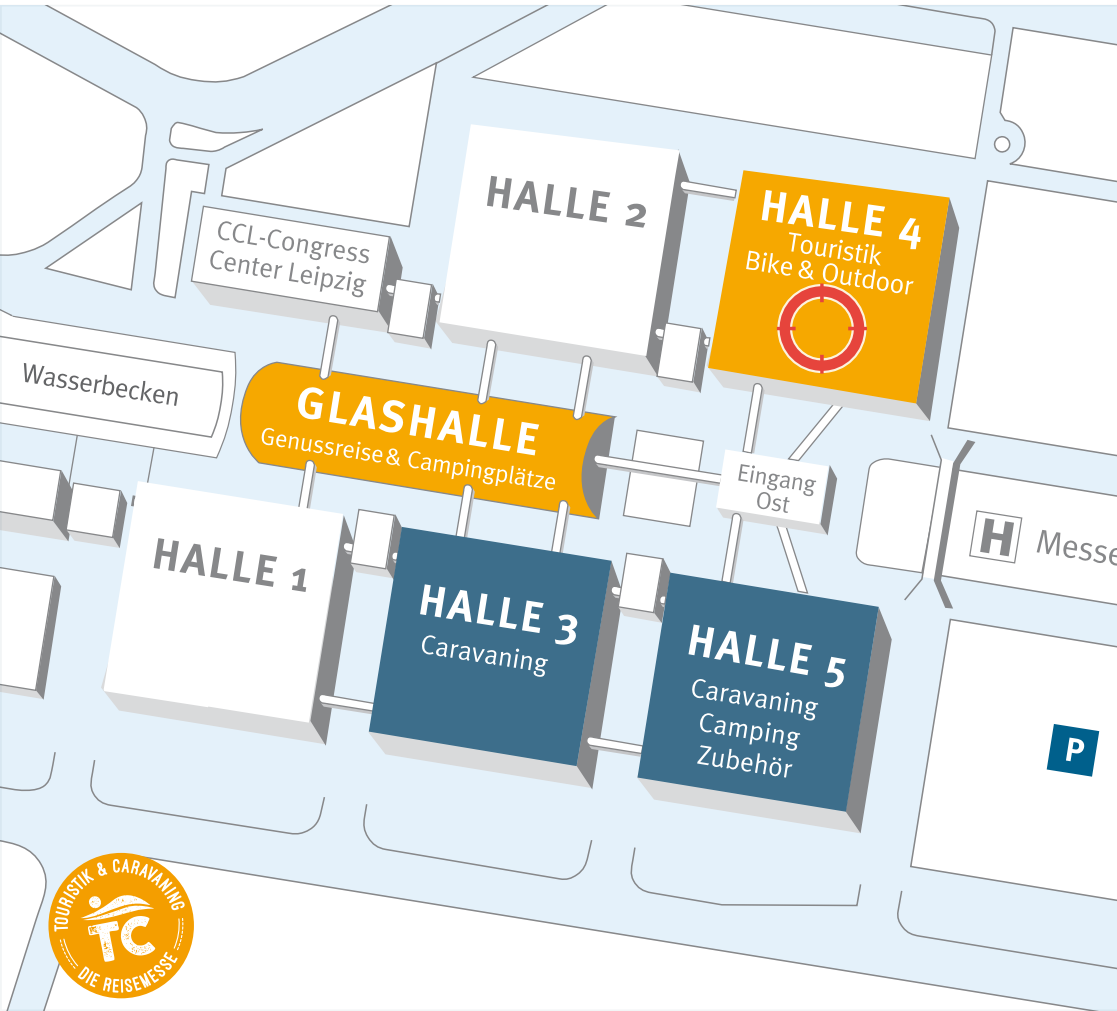 HALLE 2
HALLE 4
Touristik
Bike & Outdoor
CCL-Congress
Center Leipzig
Wasserbecken
GLASHALLE
Genussreise & Campingplätze
Eingang
Ost
H Messe
HALLE 1
HALLE 3
Caravaning
HALLE 5
Caravaning
Camping
Zubehör
P
TOURISTIK & CARAVANING
TC
DIE REISEMESSE